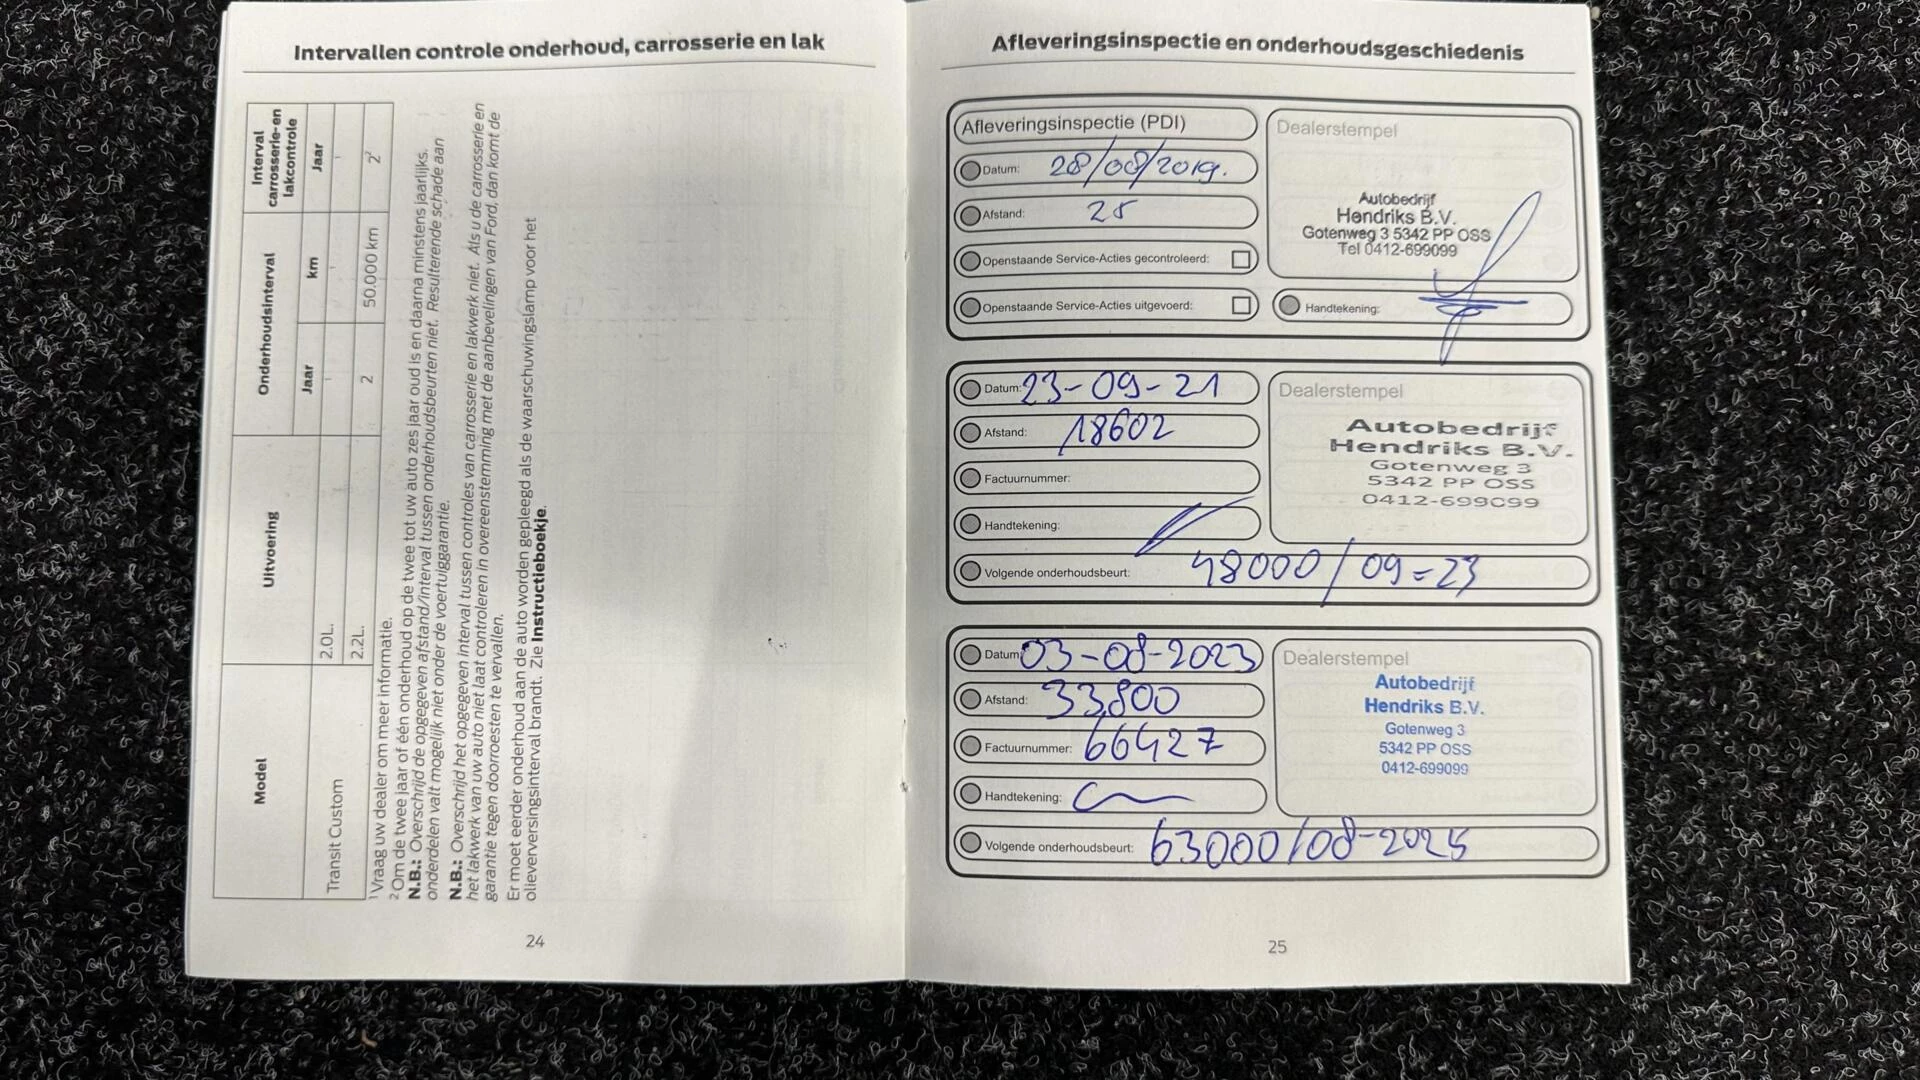 Intervallen controle onderhoud, carrosserie en lak
Model
Uitvoering
Onderhoudsinterval
Interval carrosserie-en lakcontrole
Jaar
km
Jaar
Transit Custom
2.0L.
1
1
1
2.2L.
2
50.000 km
2²
¹ Vraag uw dealer om meer informatie.
² Om de twee jaar of één onderhoud op de twee tot uw auto zes jaar oud is en daarna minstens jaarlijks.
N.B.: Overschrijd de opgegeven afstand/interval tussen onderhoudsbeurten niet. Resulterende schade aan
onderdelen valt mogelijk niet onder de voertuiggarantie.
N.B.: Overschrijd het opgegeven interval tussen controles van carrosserie en lakwerk niet. Als u de carrosserie en
het lakwerk van uw auto niet laat controleren in overeenstemming met de aanbevelingen van Ford, dan komt de
garantie tegen doorroesten te vervallen.
Er moet eerder onderhoud aan de auto worden gepleegd als de waarschuwingslamp voor het
olieverversingsinterval brandt. Zie Instructieboekje.
24
Afleveringsinspectie en onderhoudsgeschiedenis
Afleveringsinspectie (PDI)
Datum: 28/08/2019.
Afstand: 25
Openstaande Service-Acties gecontroleerd:
Openstaande Service-Acties uitgevoerd:
Dealerstempel
Autobedrijf
Hendriks B.V.
Gotenweg 3 5342 PP OSS
Tel 0412-699099
Handtekening:
Datum: 23-09-21
Afstand: 18602
Factuurnummer:
Handtekening:
Volgende onderhoudsbeurt: 48000/09-23
Dealerstempel
Autobedrijf
Hendriks B.V.
Gotenweg 3
5342 PP OSS
0412-699099
Datum: 03-08-2023
Afstand: 33.800
Factuurnummer: 66427
Handtekening:
Volgende onderhoudsbeurt: 63000/08-2025
Dealerstempel
Autobedrijf
Hendriks B.V.
Gotenweg 3
5342 PP OSS
0412-699099
25